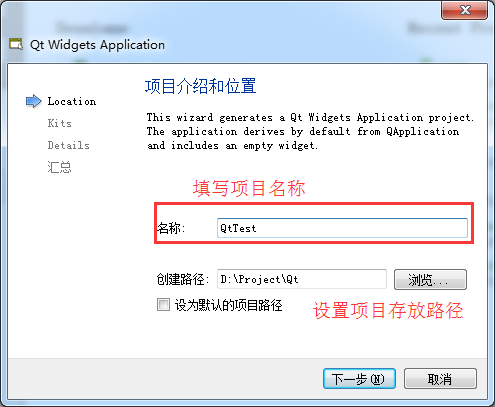 Qt Widgets Application
项目介绍和位置
Location
Kits
Details
汇总
This wizard generates a Qt Widgets Application project.
The application derives by default from QApplication
and includes an empty widget.
填写项目名称
名称: QtTest
创建路径: D:\Project\Qt 浏览...
设为默认的项目路径
设置项目存放路径
下一步(N) 取消